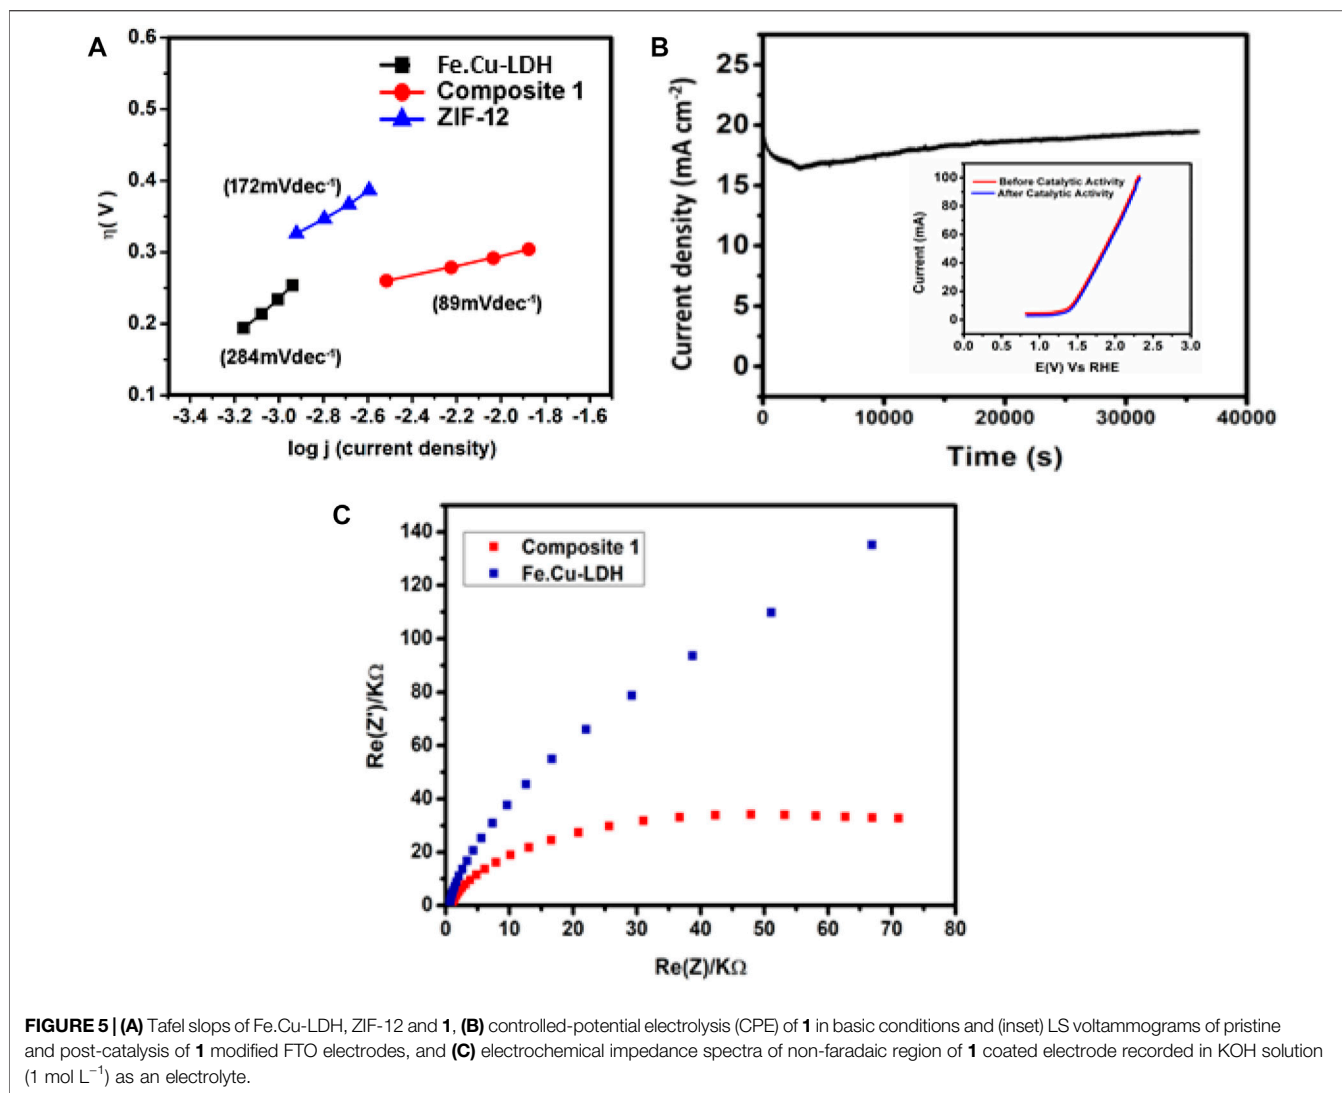 A
0.6
0.5
0.4
0.3
0.2
0.1
η( V )
Fe.Cu-LDH
Composite 1
ZIF-12
(172mVdec⁻¹)
(89mVdec⁻¹)
(284mVdec⁻¹)
-3.4 -3.2 -3.0 -2.8 -2.6 -2.4 -2.2 -2.0 -1.8 -1.6
log j (current density)
B
25
20
15
10
5
0
Current density (mA cm⁻²)
0 10000 20000 30000 40000
Time (s)
100
80
60
40
20
0
Current (mA)
Before Catalytic Activity
After Catalytic Activity
0.0 0.5 1.0 1.5 2.0 2.5 3.0
E(V) Vs RHE
C
140
120
100
80
60
40
20
0
Re(Z')/KΩ
Composite 1
Fe.Cu-LDH
0 10 20 30 40 50 60 70 80
Re(Z)/KΩ
FIGURE 5 | (A) Tafel slops of Fe.Cu-LDH, ZIF-12 and 1, (B) controlled-potential electrolysis (CPE) of 1 in basic conditions and (inset) LS voltammograms of pristine
and post-catalysis of 1 modified FTO electrodes, and (C) electrochemical impedance spectra of non-faradaic region of 1 coated electrode recorded in KOH solution
(1 mol L⁻¹) as an electrolyte.